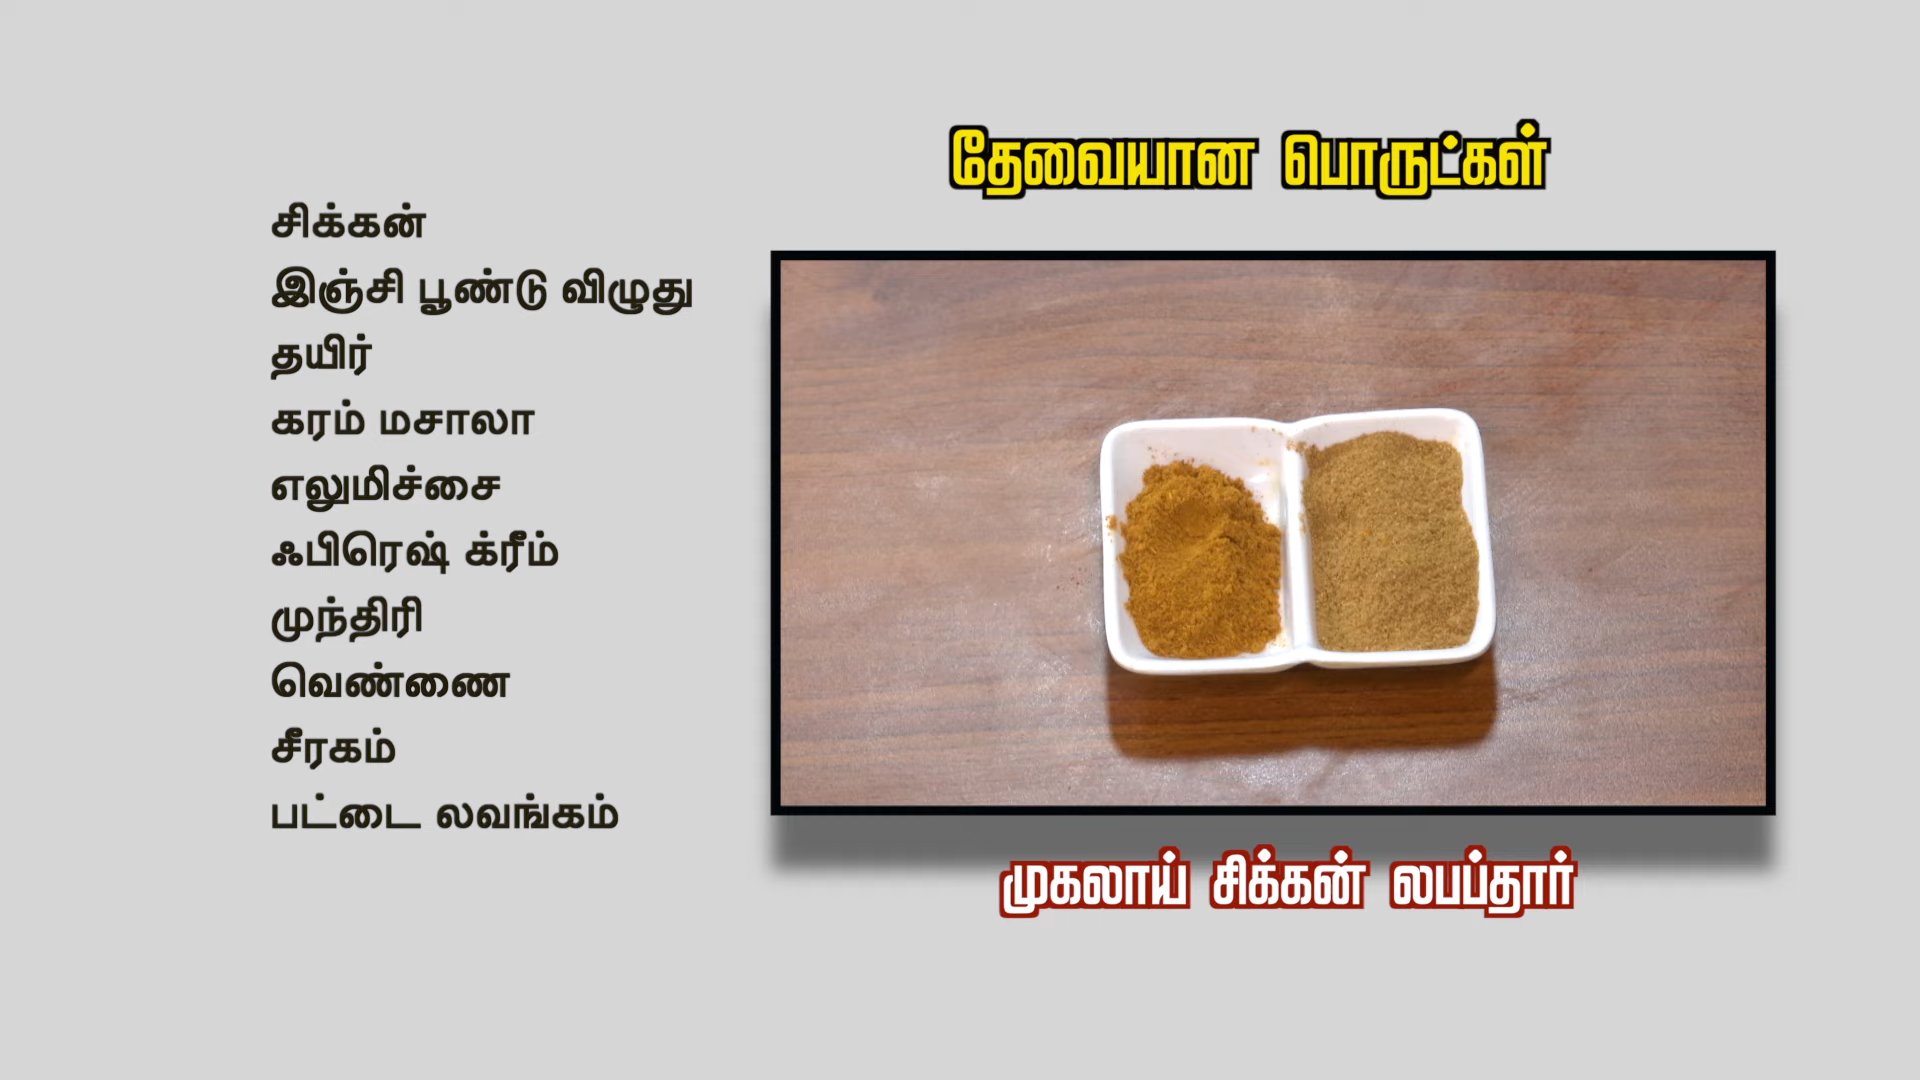 தேவையான பொருட்கள்
சிக்கன்
இஞ்சி பூண்டு விழுது
தயிர்
கரம் மசாலா
எலுமிச்சை
ஃபிரெஷ் க்ரீம்
முந்திரி
வெண்ணை
சீரகம்
பட்டை லவங்கம்
முகலாய் சிக்கன் லபப்தார்